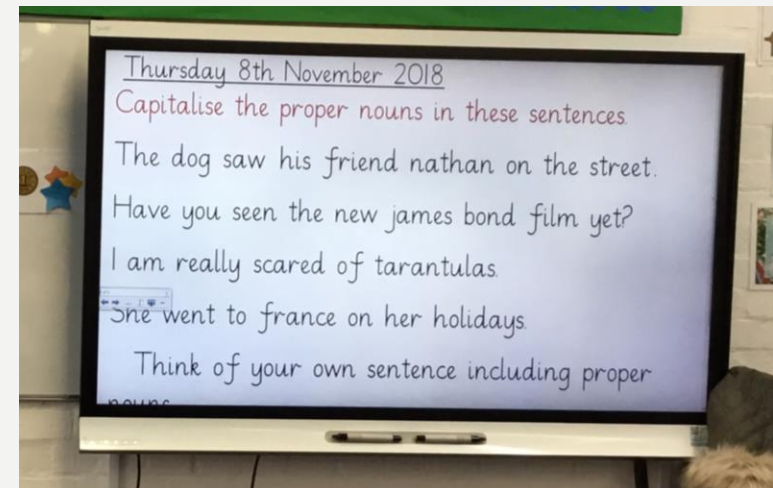 Thursday 8th November 2018
Capitalise the proper nouns in these sentences.
The dog saw his friend nathan on the street.
Have you seen the new james bond film yet?
I am really scared of tarantulas.
She went to france on her holidays.
Think of your own sentence including proper
nouns